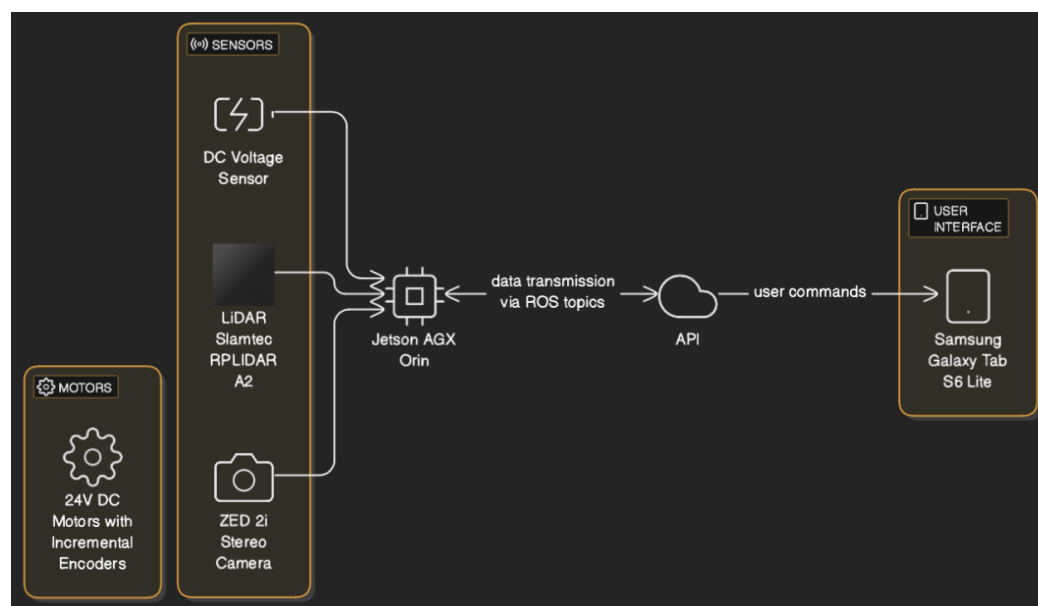 SENSORS
DC Voltage
Sensor
LiDAR
Slamtec
RPLIDAR
A2
ZED 2i
Stereo
Camera
MOTORS
24V DC
Motors with
Incremental
Encoders
Jetson AGX
Orin
data transmission
via ROS topics
API
user commands
USER
INTERFACE
Samsung
Galaxy Tab
S6 Lite